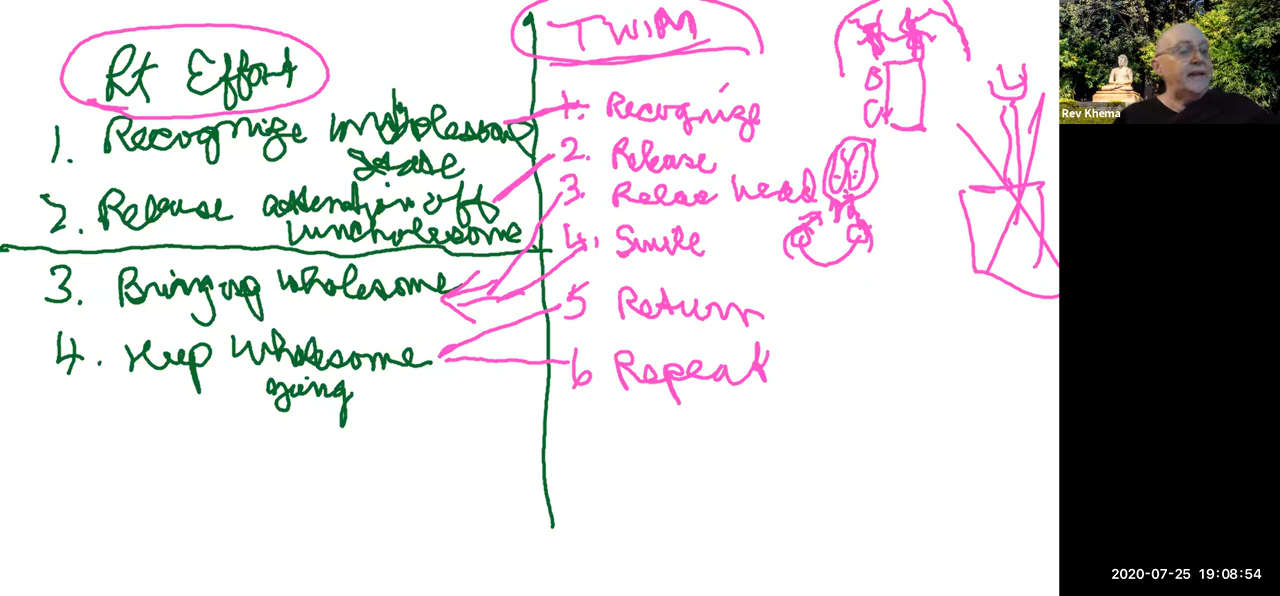 Rt Effort
1. Recognize unwholesome
state
2. Release attention off
unwholesome
3. Bringing wholesome
4. Keep wholesome
going
TWIM
1. Recognize
2. Release
3. Relax head
4. Smile
5 Return
6 Repeat
B
Rev Khema
2020-07-25 19:08:54